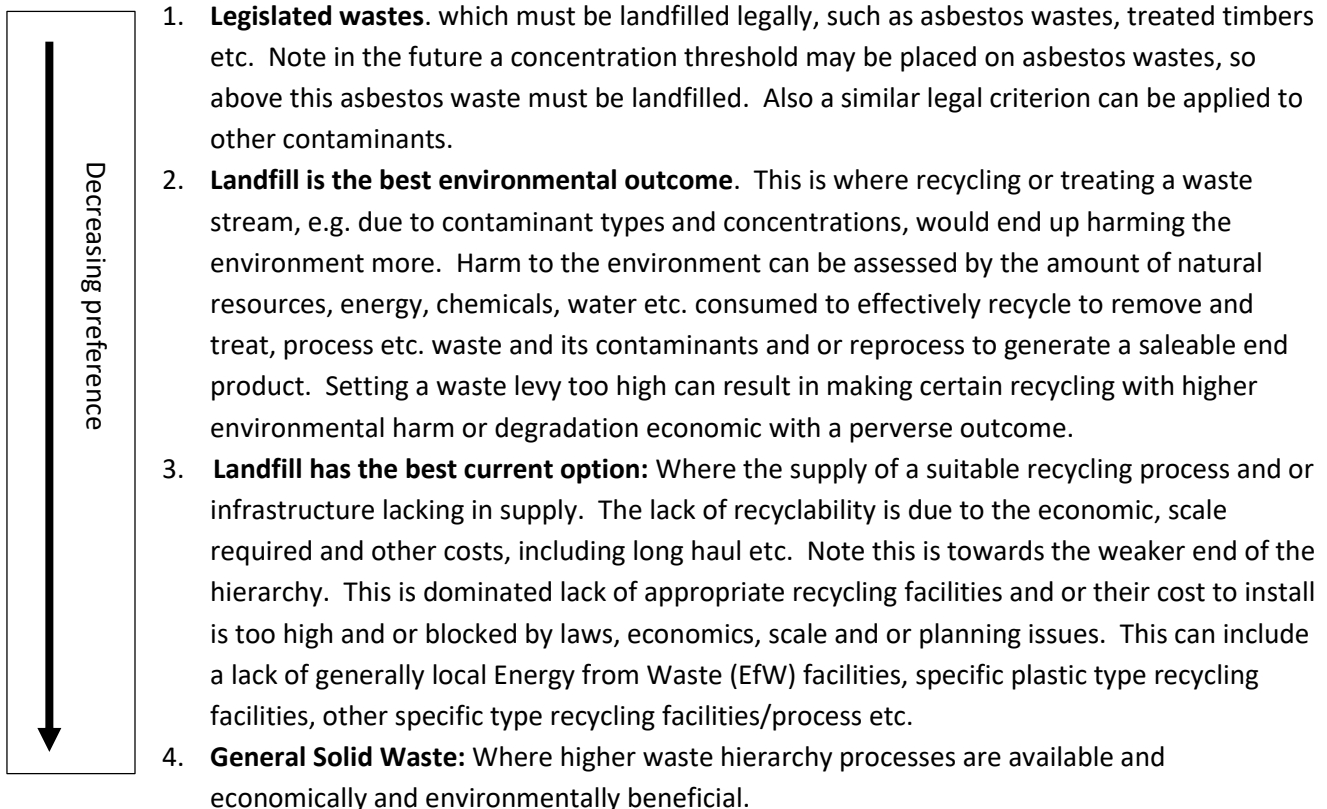 Decreasing preference
1. Legislated wastes. which must be landfilled legally, such as asbestos wastes, treated timbers
etc. Note in the future a concentration threshold may be placed on asbestos wastes, so
above this asbestos waste must be landfilled. Also a similar legal criterion can be applied to
other contaminants.
2. Landfill is the best environmental outcome. This is where recycling or treating a waste
stream, e.g. due to contaminant types and concentrations, would end up harming the
environment more. Harm to the environment can be assessed by the amount of natural
resources, energy, chemicals, water etc. consumed to effectively recycle to remove and
treat, process etc. waste and its contaminants and or reprocess to generate a saleable end
product. Setting a waste levy too high can result in making certain recycling with higher
environmental harm or degradation economic with a perverse outcome.
3. Landfill has the best current option: Where the supply of a suitable recycling process and or
infrastructure lacking in supply. The lack of recyclability is due to the economic, scale
required and other costs, including long haul etc. Note this is towards the weaker end of the
hierarchy. This is dominated lack of appropriate recycling facilities and or their cost to install
is too high and or blocked by laws, economics, scale and or planning issues. This can include
a lack of generally local Energy from Waste (EfW) facilities, specific plastic type recycling
facilities, other specific type recycling facilities/process etc.
4. General Solid Waste: Where higher waste hierarchy processes are available and
economically and environmentally beneficial.